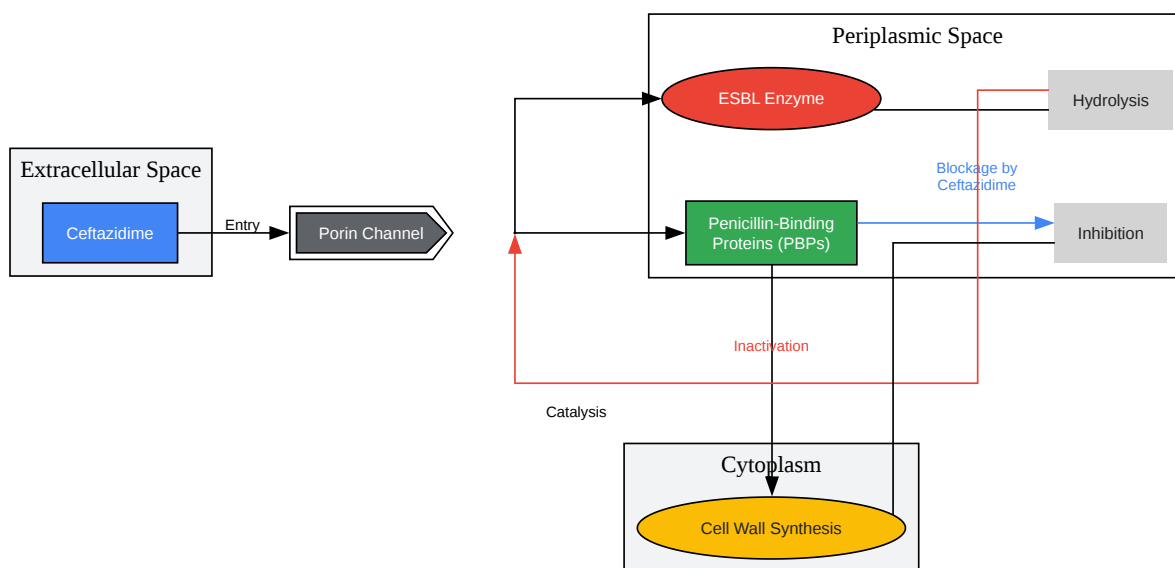 Periplasmic Space
ESBL Enzyme
Hydrolysis
Extracellular Space
Blockage by
Ceftazidime
Ceftazidime
Entry
Porin Channel
Penicillin-Binding
Proteins (PBPs)
Inhibition
Inactivation
Catalysis
Cytoplasm
Cell Wall Synthesis